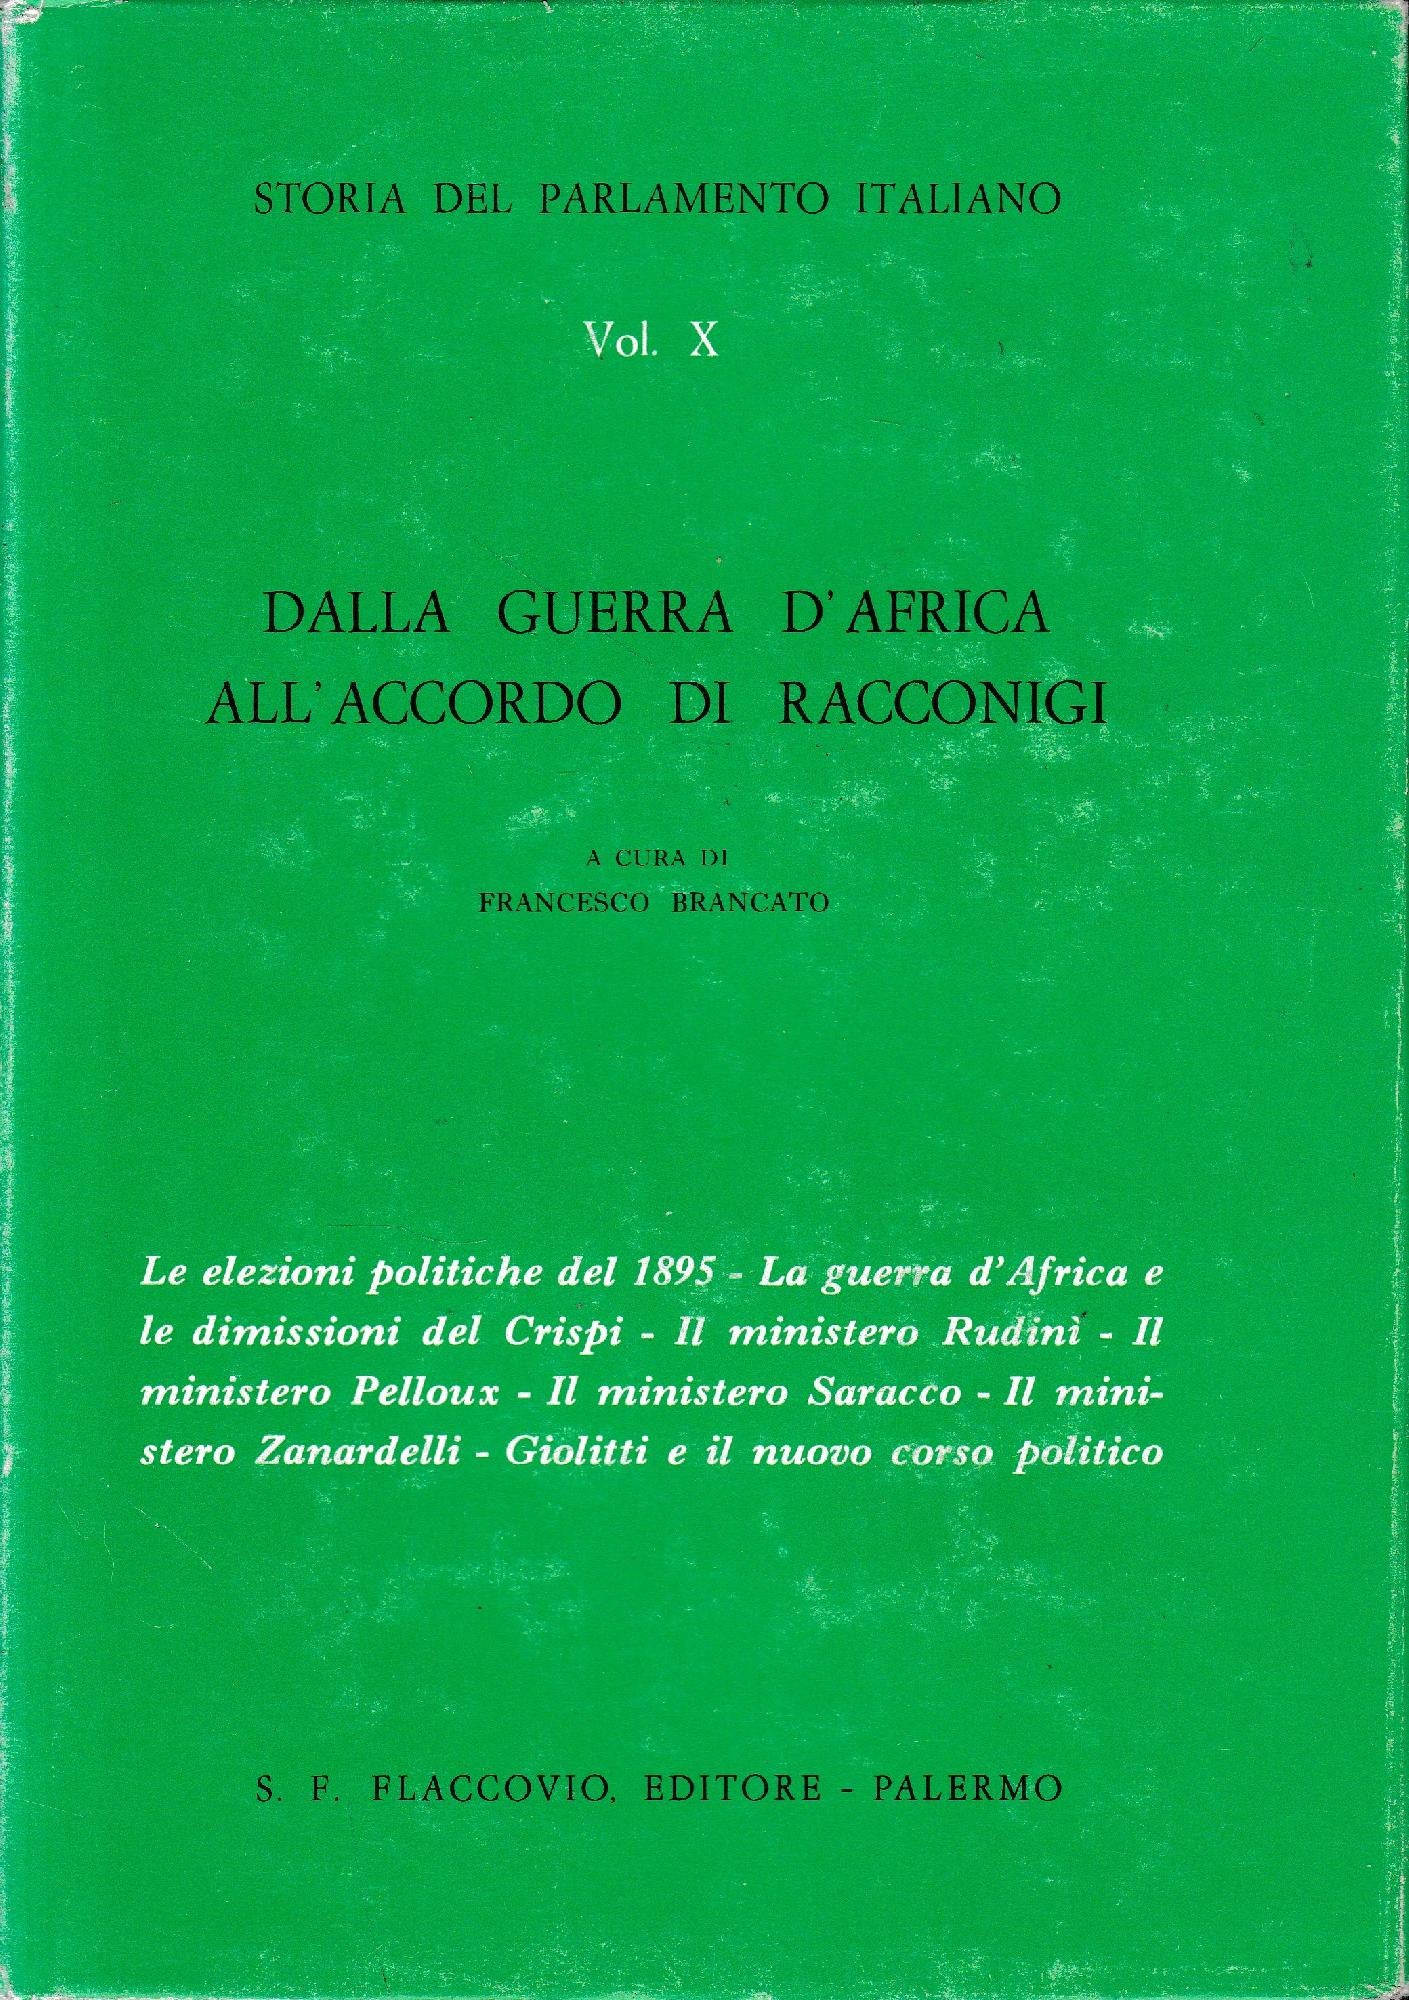 STORIA DEL PARLAMENTO ITALIANO
Vol. X
DALLA GUERRA D'AFRICA
ALL'ACCORDO DI RACCONIGI
A CURA DI
FRANCESCO BRANCATO
Le elezioni politiche del 1895 - La guerra d'Africa e
le dimissioni del Crispi - Il ministero Rudinì - Il
ministero Pelloux - Il ministero Saracco - Il mini-
stero Zanardelli - Giolitti e il nuovo corso politico
S. F. FLACCOVIO, EDITORE - PALERMO